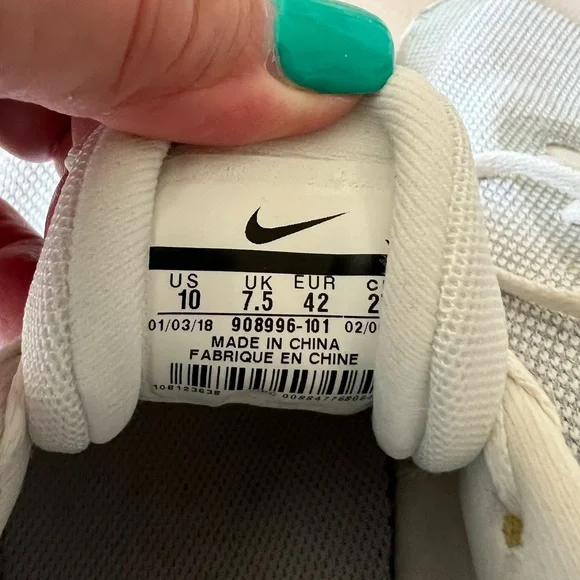 US UK EUR
10 7.5 42
01/03/18 908996-101
MADE IN CHINA
FABRIQUE EN CHINE